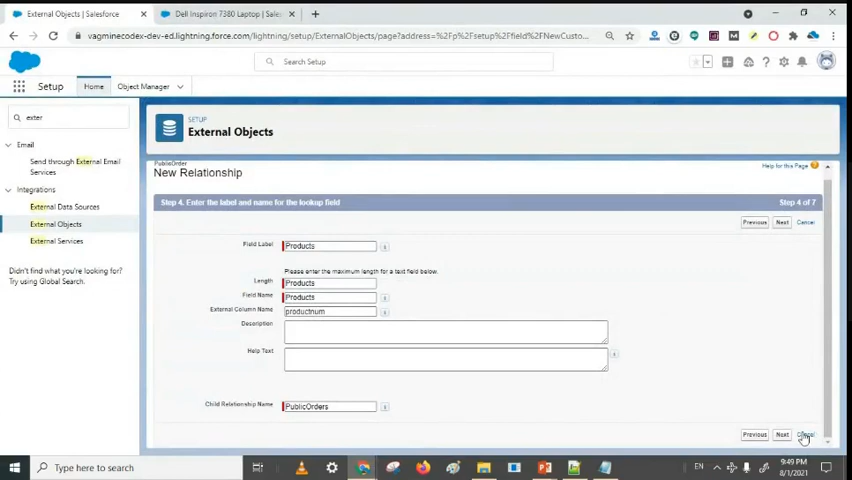 External Objects | Salesforce
Dell Inspiron 7380 Laptop | Sales
vagminecodex-dev-ed.lightning.force.com/lightning/setup/ExternalObjects/page?address=%2Fp%2Fsetup%2Ffield%2FNewCusto...
Search Setup
Setup
Home
Object Manager
exter
Email
Send through External Email
Services
Integrations
External Data Sources
External Objects
External Services
Didn't find what you're looking for?
Try using Global Search.
SETUP
External Objects
PublicOrder
New Relationship
Help for this Page
Step 4. Enter the label and name for the lookup field
Step 4 of 7
Previous
Next
Cancel
Field Label
Products
Please enter the maximum length for a text field below.
Length
Products
Field Name
Products
External Column Name
productnum
Description
Help Text
Child Relationship Name
PublicOrders
Previous
Next
Cancel
Type here to search
EN
9:49 PM
8/1/2021